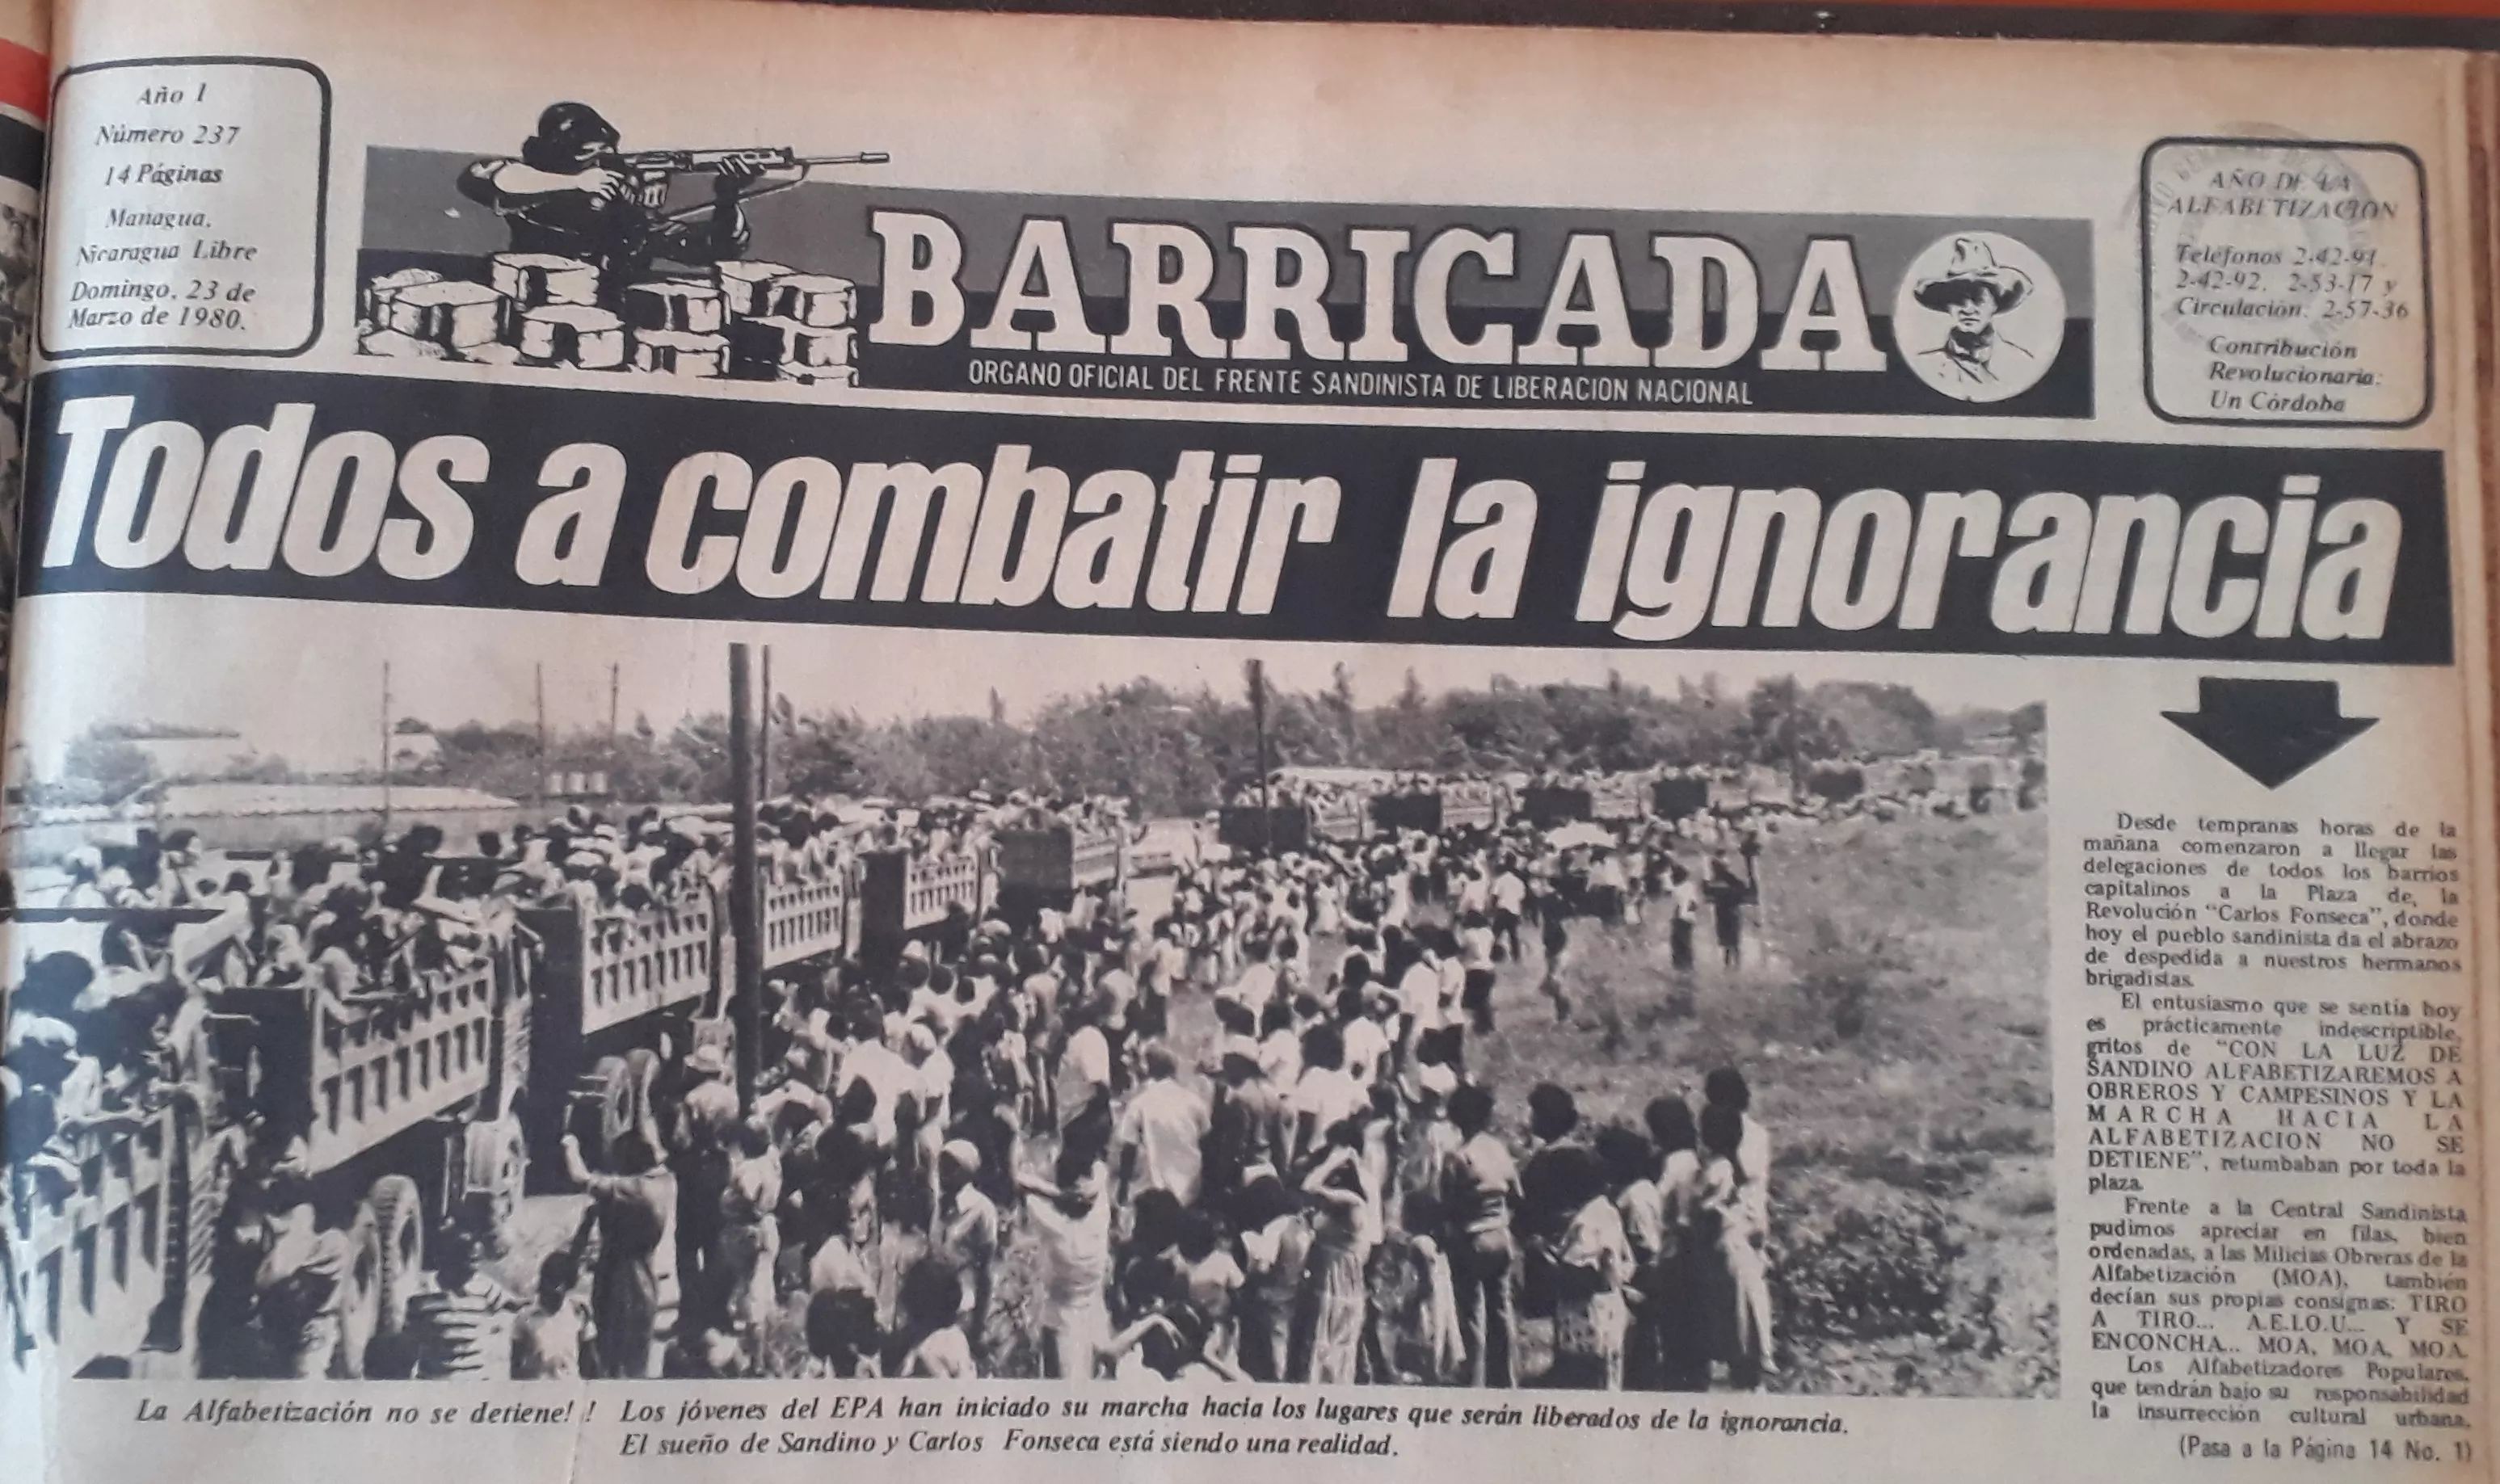 Año I
Número 237
14 Páginas
Managua,
Nicaragua Libre
Domingo, 23 de
Marzo de 1980.
BARRICADA
ORGANO OFICIAL DEL FRENTE SANDINISTA DE LIBERACION NACIONAL
AÑO DE LA
ALFABETIZACION
Teléfonos 2-42-91.
2-42-92. 2-53-17 y
Circulación. 2-57-36
Contribución
Revolucionaria:
Un Córdoba
Todos a combatir la ignorancia
Desde tempranas horas de la
mañana comenzaron a llegar las
delegaciones de todos los barrios
capitalinos a la Plaza de, la
Revolución "Carlos Fonseca", donde
hoy el pueblo sandinista da el abrazo
de despedida a nuestros hermanos
brigadistas.
El entusiasmo que se sentía hoy
es prácticamente indescriptible,
gritos de "CON LA LUZ DE
SANDINO ALFABETIZAREMOS A
OBREROS Y CAMPESINOS Y LA
MARCHA HACIA LA
ALFABETIZACION NO SE
DETIENE", retumbaban por toda la
plaza.
Frente a la Central Sandinista
pudimos apreciar en filas, bien
ordenadas, a las Milicias Obreras de la
Alfabetización (MOA), también
decían sus propias consignas: TIRO
A TIRO... A.E.I.O.U... Y SE
ENCONCHA... MOA, MOA, MOA.
Los Alfabetizadores Populares,
que tendrán bajo su responsabilidad
la insurrección cultural urbana,
(Pasa a la Página 14 No. 1)
La Alfabetización no se detiene! ! Los jóvenes del EPA han iniciado su marcha hacia los lugares que serán liberados de la ignorancia.
El sueño de Sandino y Carlos Fonseca está siendo una realidad.